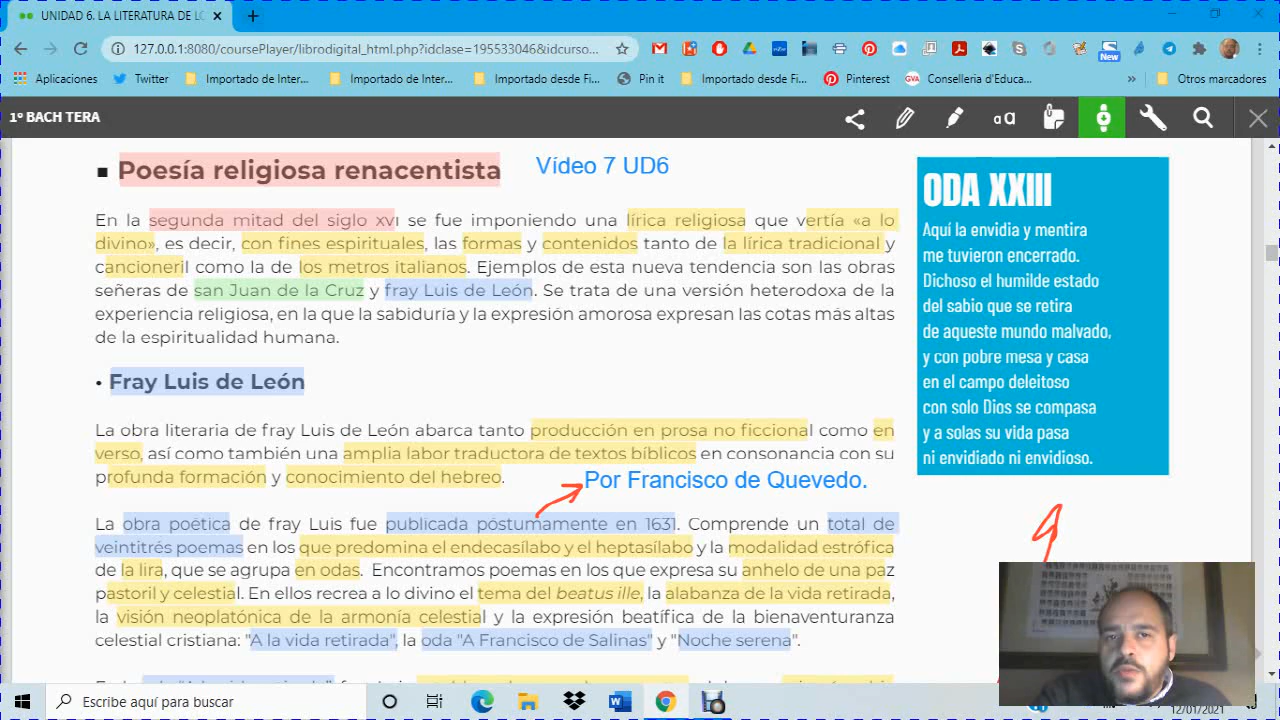 UNIDAD 6. LA LITERATURA DE LO
127.0.0.1:8080/coursePlayer/librodigital_html.php?idclase=195533046&idcurso...
New
Aplicaciones Twitter Importado de Inter... Importado de Inter... Importado desde Fi... Pin it Importado desde Fi... Pinterest GVA Conselleria d'Educa... » Otros marcadores
1º BACH TERA
aa
▪ Poesía religiosa renacentista
Vídeo 7 UD6
En la segunda mitad del siglo XVI se fue imponiendo una lírica religiosa que vertía «a lo
divino», es decir, con fines espirituales, las formas y contenidos tanto de la lírica tradicional y
cancioneril como la de los metros italianos. Ejemplos de esta nueva tendencia son las obras
señeras de san Juan de la Cruz y fray Luis de León. Se trata de una versión heterodoxa de la
experiencia religiosa, en la que la sabiduría y la expresión amorosa expresan las cotas más altas
de la espiritualidad humana.
• Fray Luis de León
La obra literaria de fray Luis de León abarca tanto producción en prosa no ficcional como en
verso, así como también una amplia labor traductora de textos bíblicos en consonancia con su
profunda formación y conocimiento del hebreo.
Por Francisco de Quevedo.
La obra poética de fray Luis fue publicada póstumamente en 1631. Comprende un total de
veintitrés poemas en los que predomina el endecasílabo y el heptasílabo y la modalidad estrófica
de la lira, que se agrupa en odas. Encontramos poemas en los que expresa su anhelo de una paz
pastoril y celestial. En ellos recrea a lo divino el tema del beatus ille, la alabanza de la vida retirada,
la visión neoplatónica de la armonía celestial y la expresión beatífica de la bienaventuranza
celestial cristiana: "A la vida retirada", la oda "A Francisco de Salinas" y "Noche serena".
ODA XXIII
Aquí la envidia y mentira
me tuvieron encerrado.
Dichoso el humilde estado
del sabio que se retira
de aqueste mundo malvado,
y con pobre mesa y casa
en el campo deleitoso
con solo Dios se compasa
y a solas su vida pasa
ni envidiado ni envidioso.
Escribe aquí para buscar
12/01/2021